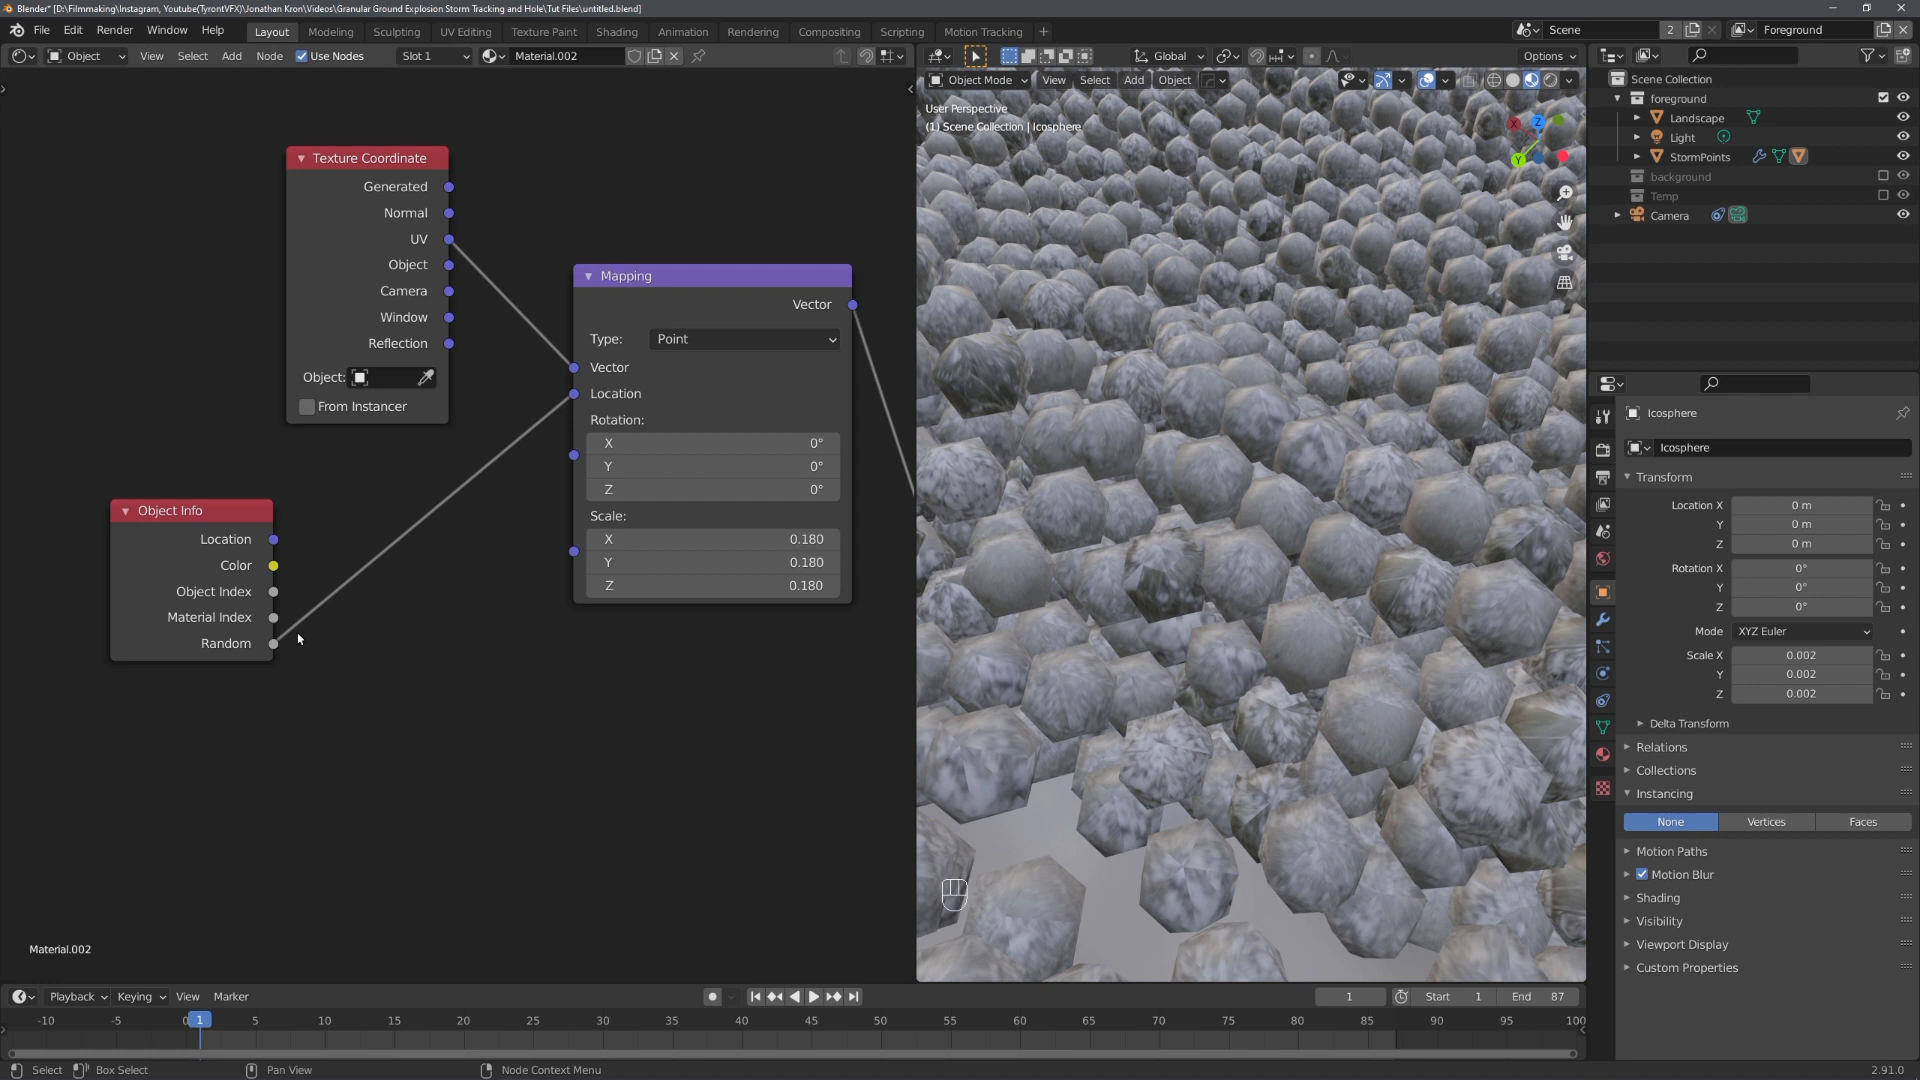 Blender* [D:\Filmmaking\Instagram, Youtube(TyrontVFX)\Jonathan Kron\Videos\Granular Ground Explosion Storm Tracking and Hole\Tut Files\untitled.blend]
File Edit Render Window Help Layout Modeling Sculpting UV Editing Texture Paint Shading Animation Rendering Compositing Scripting Motion Tracking + Scene 2 Foreground
Object View Select Add Node Use Nodes Slot 1 Material.002 Global Options
Object Mode View Select Add Object
User Perspective
(1) Scene Collection | Icosphere
X Z Y
Texture Coordinate
Generated
Normal
UV
Object
Camera
Window
Reflection
Object:
From Instancer
Mapping
Vector
Type: Point
Vector
Location
Rotation:
X 0°
Y 0°
Z 0°
Scale:
X 0.180
Y 0.180
Z 0.180
Object Info
Location
Color
Object Index
Material Index
Random
Material.002
Scene Collection
foreground
Landscape
Light
StormPoints
background
Temp
Camera
Icosphere
Icosphere
Transform
Location X 0 m
Y 0 m
Z 0 m
Rotation X 0°
Y 0°
Z 0°
Mode XYZ Euler
Scale X 0.002
Y 0.002
Z 0.002
Delta Transform
Relations
Collections
Instancing
None Vertices Faces
Motion Paths
Motion Blur
Shading
Visibility
Viewport Display
Custom Properties
Playback Keying View Marker 1 Start 1 End 87
-10 -5 0 1 5 10 15 20 25 30 35 40 45 50 55 60 65 70 75 80 85 90 95 100
Select Box Select Pan View Node Context Menu 2.91.0